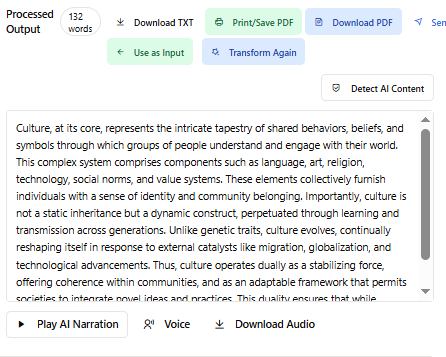 Processed Output
132 words
Download TXT
Print/Save PDF
Download PDF
Sen
Use as Input
Transform Again
Detect AI Content
Culture, at its core, represents the intricate tapestry of shared behaviors, beliefs, and
symbols through which groups of people understand and engage with their world.
This complex system comprises components such as language, art, religion,
technology, social norms, and value systems. These elements collectively furnish
individuals with a sense of identity and community belonging. Importantly, culture is
not a static inheritance but a dynamic construct, perpetuated through learning and
transmission across generations. Unlike genetic traits, culture evolves, continually
reshaping itself in response to external catalysts like migration, globalization, and
technological advancements. Thus, culture operates dually as a stabilizing force,
offering coherence within communities, and as an adaptable framework that permits
societies to integrate novel ideas and practices. This duality ensures that while
Play AI Narration
Voice
Download Audio